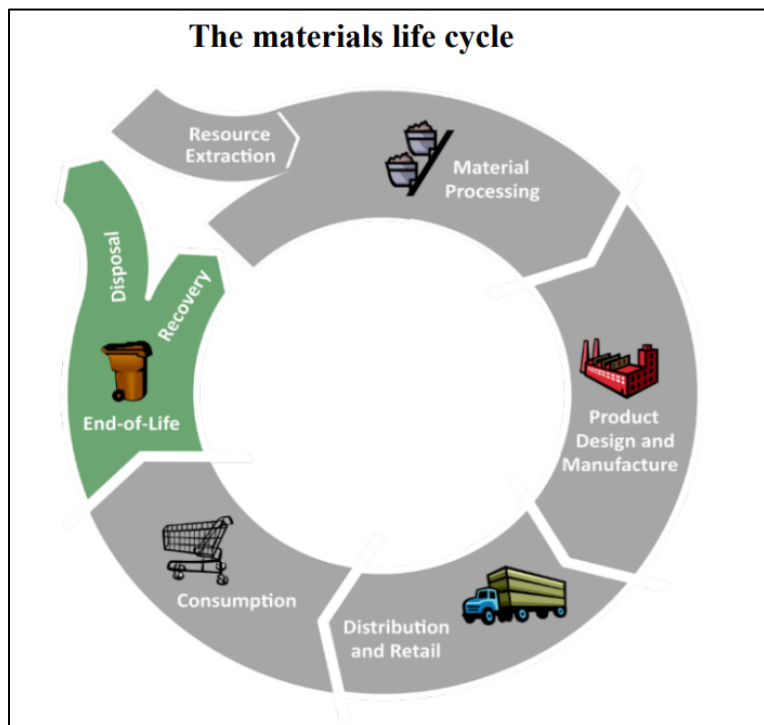 The materials life cycle
Resource
Extraction
Material
Processing
Product
Design and
Manufacture
Distribution
and Retail
Consumption
End-of-Life
Disposal
Recovery